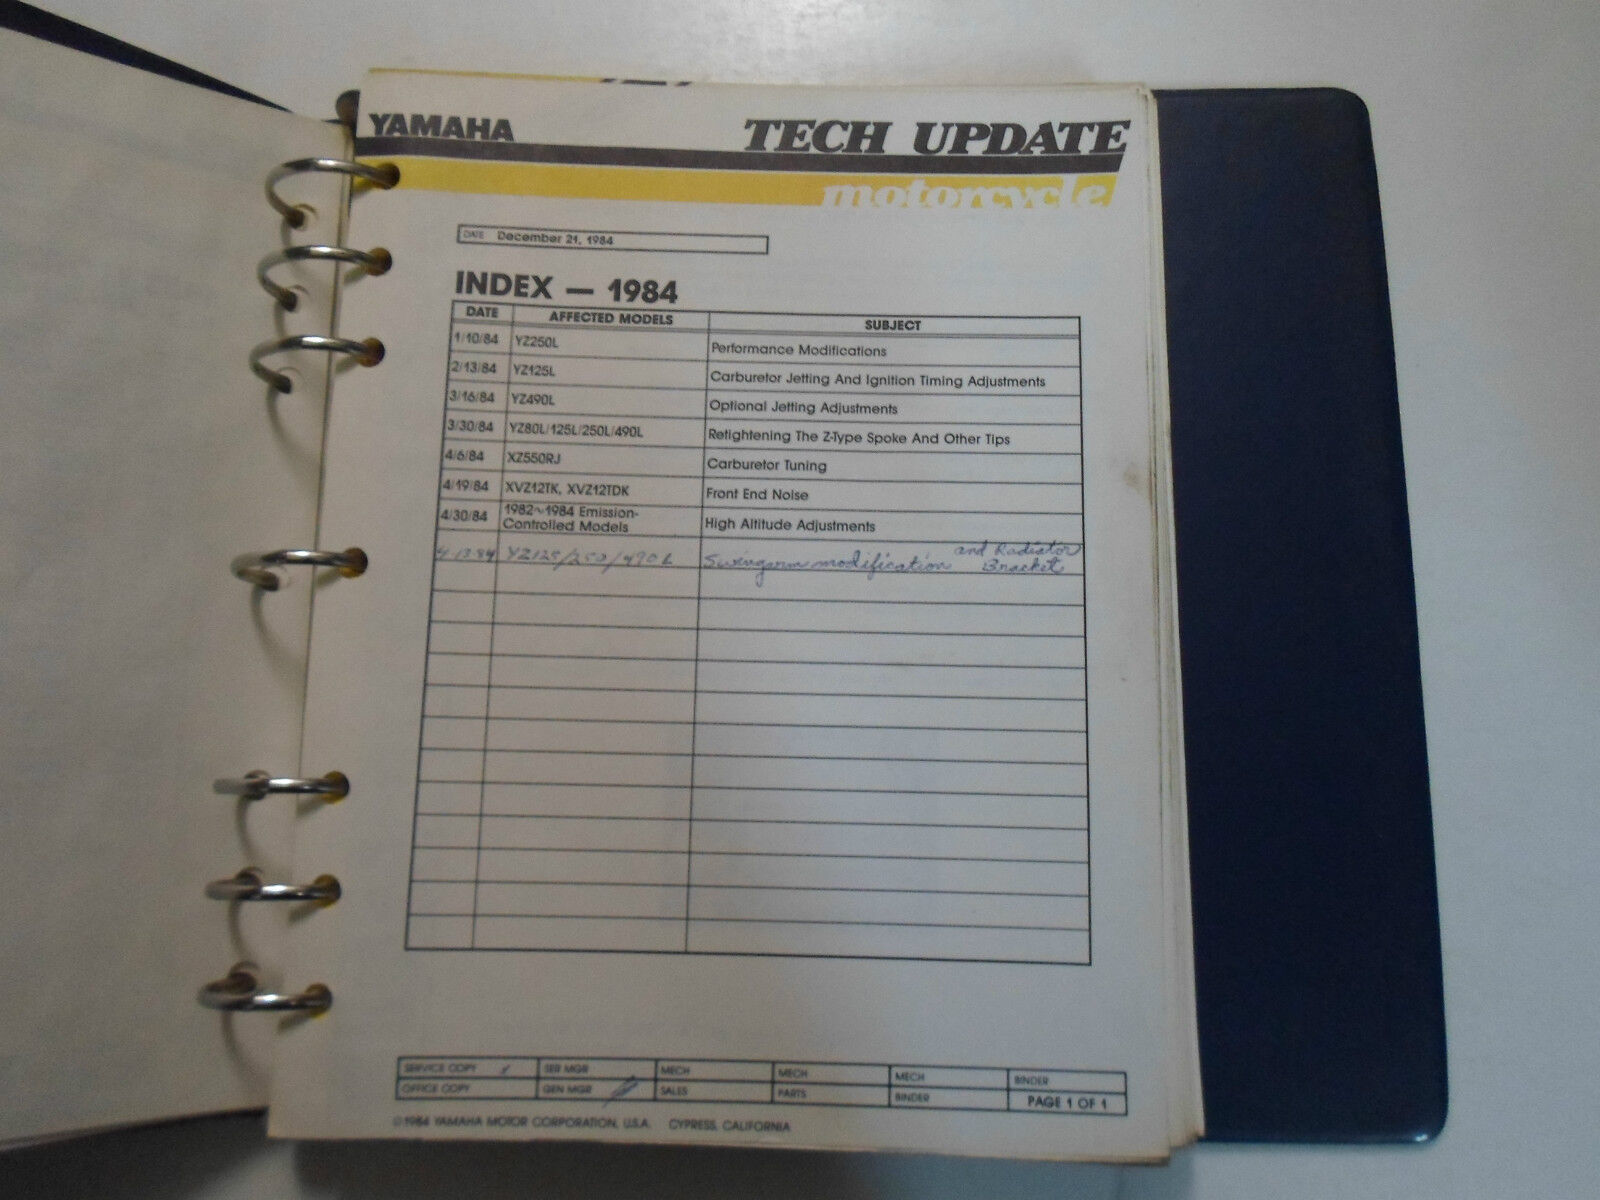 YAMAHA TECH UPDATE
motorcycle
DATE December 21, 1984
INDEX — 1984
DATE AFFECTED MODELS SUBJECT
1/10/84 YZ250L Performance Modifications
2/13/84 YZ125L Carburetor Jetting And Ignition Timing Adjustments
3/16/84 YZ490L Optional Jetting Adjustments
3/30/84 YZ80L/125L/250L/490L Retightening The Z-Type Spoke And Other Tips
4/6/84 XZ550RJ Carburetor Tuning
4/19/84 XVZ12TK, XVZ12TDK Front End Noise
4/30/84 1982~1984 Emission-
Controlled Models High Altitude Adjustments
4-13-84 YZ125/250/490L Swingarm modification and Radiator
Bracket
SERVICE COPY SER MGR MECH MECH MECH BINDER
OFFICE COPY GEN MGR SALES PARTS BINDER PAGE 1 OF 1
©1984 YAMAHA MOTOR CORPORATION, U.S.A. CYPRESS, CALIFORNIA